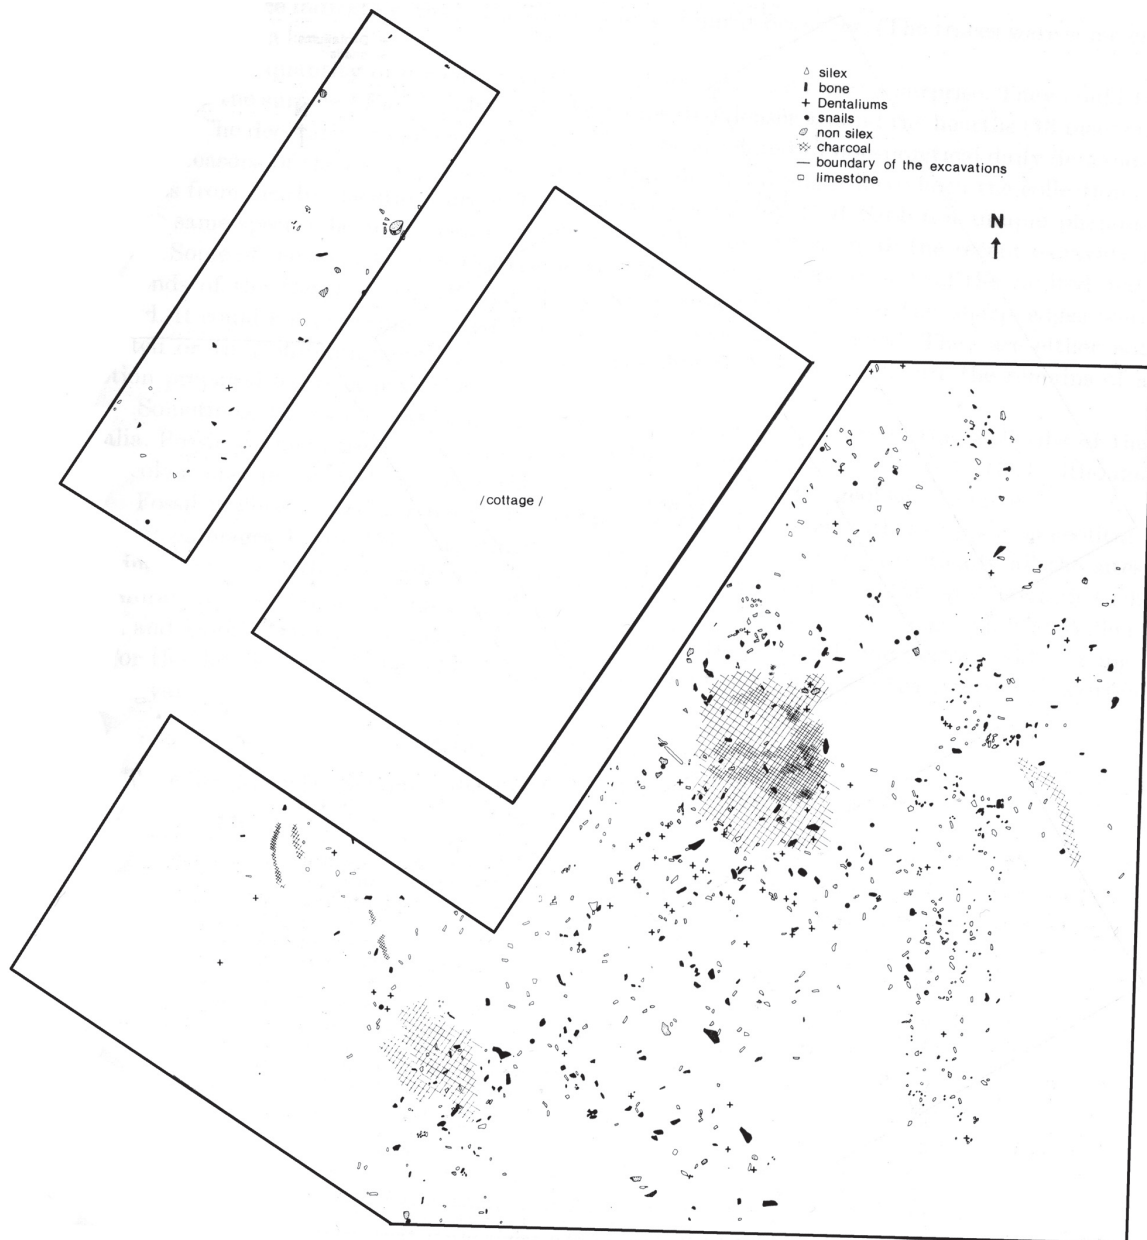 silex
bone
+ Dentaliums
snails
non silex
charcoal
boundary of the excavations
limestone
N
/cottage/